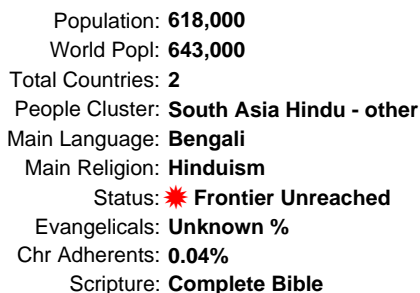 Population: 618,000
World Popl: 643,000
Total Countries: 2
People Cluster: South Asia Hindu - other
Main Language: Bengali
Main Religion: Hinduism
Status: Frontier Unreached
Evangelicals: Unknown %
Chr Adherents: 0.04%
Scripture: Complete Bible